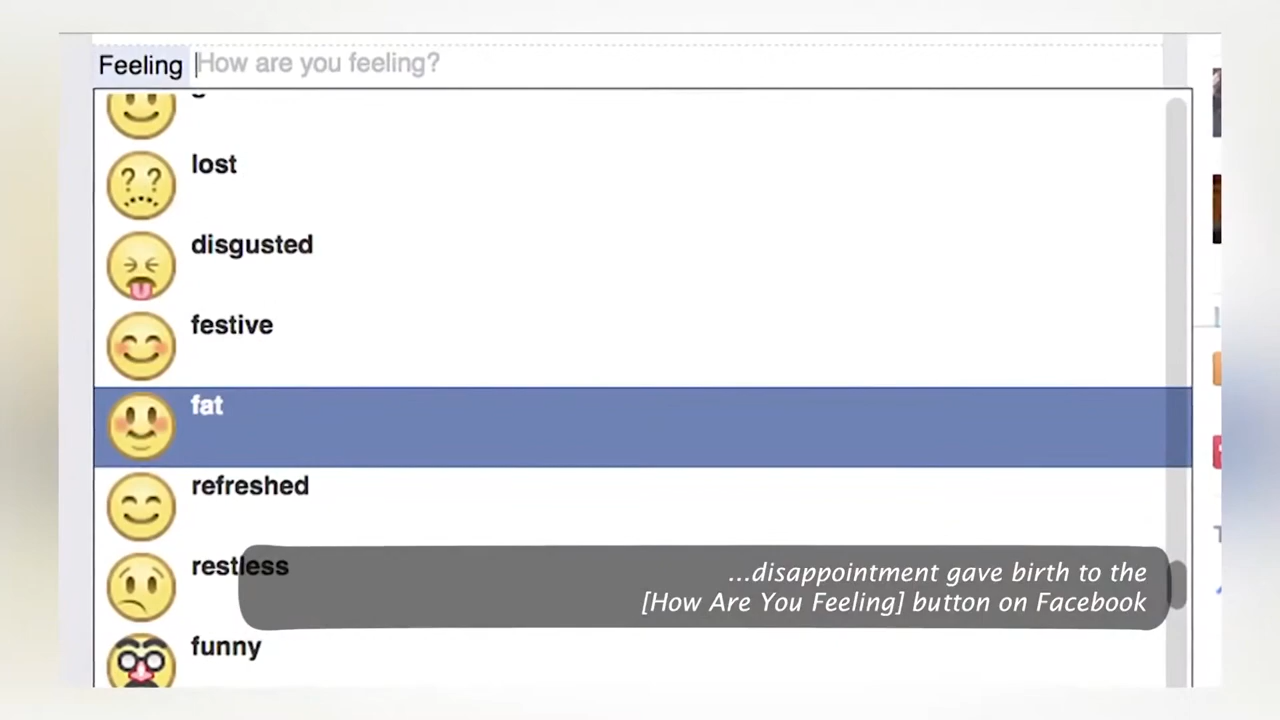 Feeling How are you feeling?
lost
disgusted
festive
fat
refreshed
restless
…disappointment gave birth to the
[How Are You Feeling] button on Facebook
funny